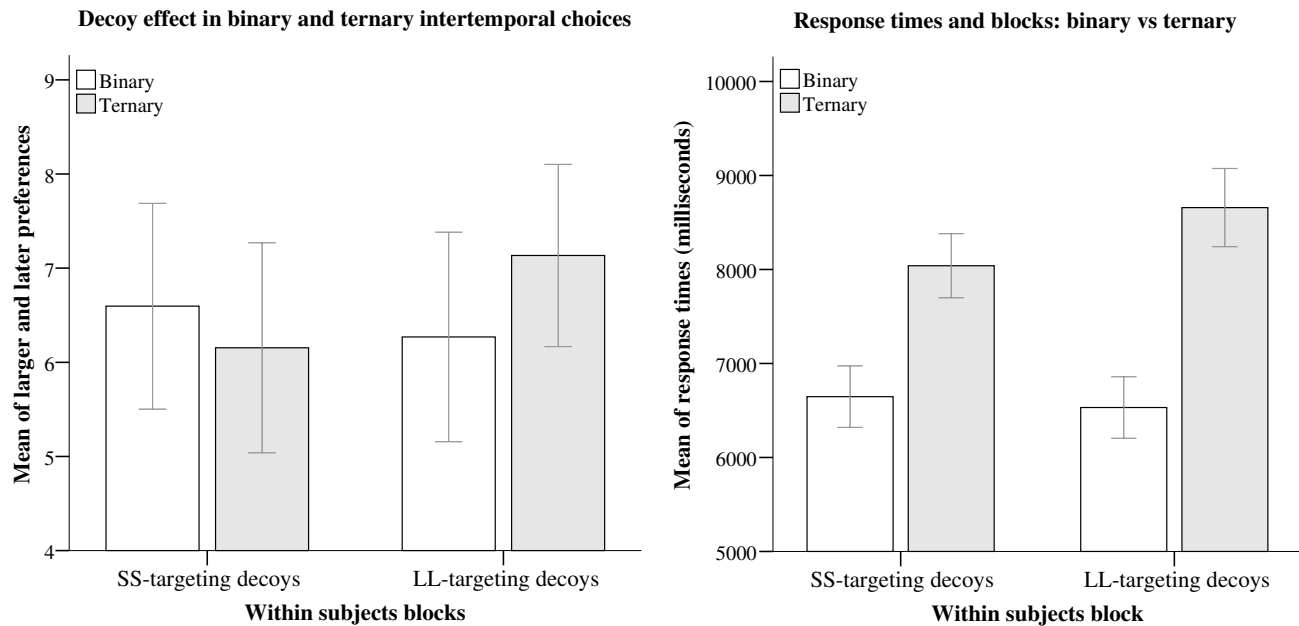 Decoy effect in binary and ternary intertemporal choices
Mean of larger and later preferences
9
8
7
6
5
4
Binary
Ternary
SS-targeting decoys
LL-targeting decoys
Within subjects blocks
Response times and blocks: binary vs ternary
Mean of response times (milliseconds)
10000
9000
8000
7000
6000
5000
Binary
Ternary
SS-targeting decoys
LL-targeting decoys
Within subjects block